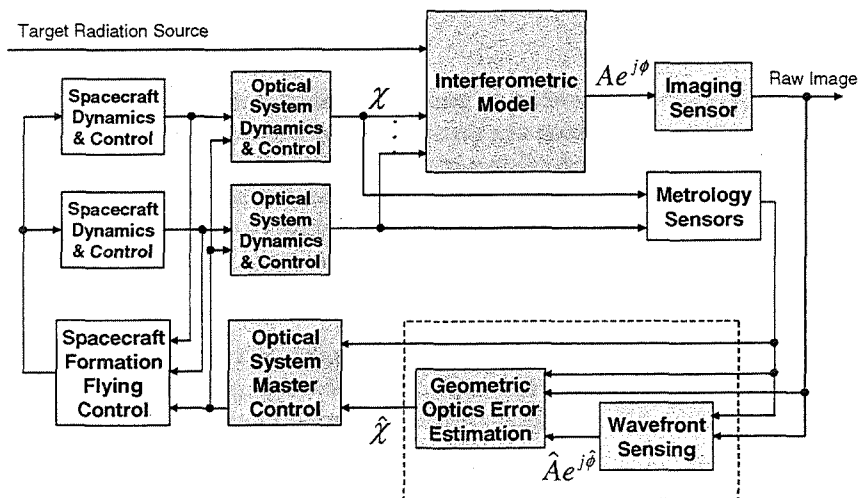 Target Radiation Source
Spacecraft
Dynamics
& Control
Optical
System
Dynamics
& Control
χ
Interferometric
Model
Ae^{jφ}
Imaging
Sensor
Raw Image
Spacecraft
Dynamics
& Control
Optical
System
Dynamics
& Control
Metrology
Sensors
Spacecraft
Formation
Flying
Control
Optical
System
Master
Control
χ̂
Geometric
Optics Error
Estimation
Âe^{jφ̂}
Wavefront
Sensing